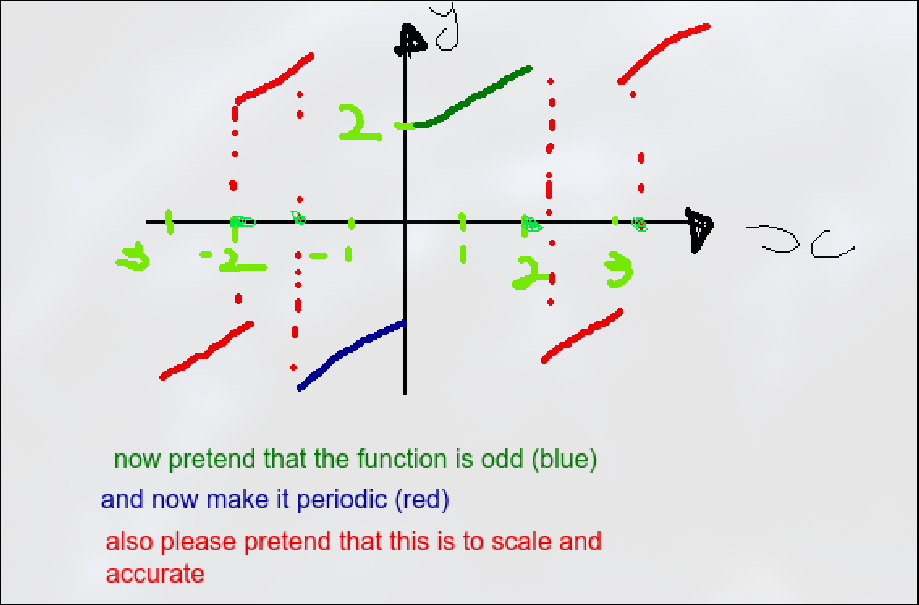 y
2
-3 -2 -1 1 2 3 x
now pretend that the function is odd (blue)
and now make it periodic (red)
also please pretend that this is to scale and
accurate